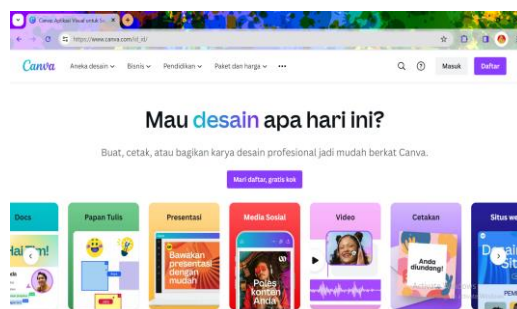 Canva Aplikasi Visual untuk S
https://www.canva.com/id_id/
Canva Aneka desain Bisnis Pendidikan Paket dan harga Masuk Daftar
Mau desain apa hari ini?
Buat, cetak, atau bagikan karya desain profesional jadi mudah berkat Canva.
Mari daftar, gratis kok
Docs Papan Tulis Presentasi Media Sosial Video Cetakan Situs we
Hai Tim!
Bawakan
presentasi
dengan
mudah
Poles
konten
Anda
Anda
diundang!